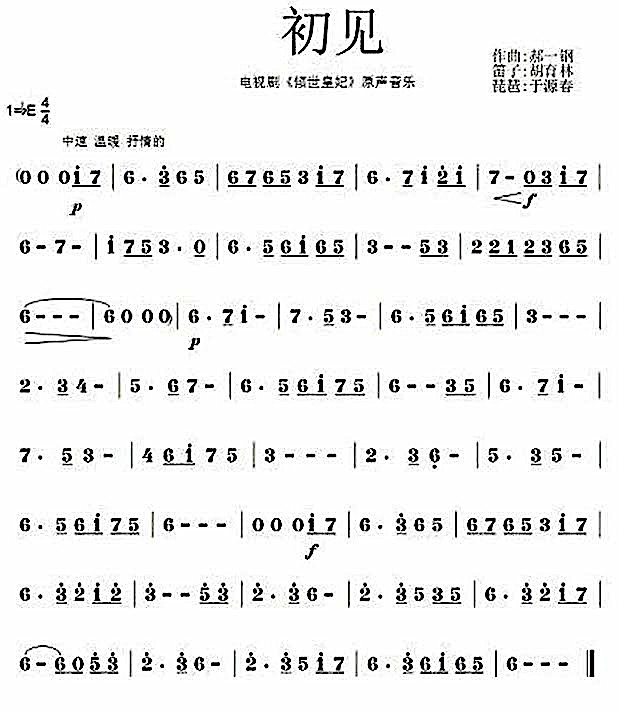 初见
电视剧《倾世皇妃》原声音乐
作曲:郝一钢
笛子:胡育林
琵琶:于源春
1=E 4/4
中速 温暖 抒情的
(0 0 0 i 7 | 6 · 3 6 5 | 6 7 6 5 3 i 7 | 6 · 7 i 2 i | 7 - 0 3 i 7 |
p f
6 - 7 - | i 7 5 3 · 0 | 6 · 5 6 i 6 5 | 3 - - 5 3 | 2 2 1 2 3 6 5 |
6 - - - | 6 0 0 0) | 6 · 7 i - | 7 · 5 3 - | 6 · 5 6 i 6 5 | 3 - - - |
p
2 · 3 4 - | 5 · 6 7 - | 6 · 5 6 i 7 5 | 6 - - 3 5 | 6 · 7 i - |
7 · 5 3 - | 4 6 i 7 5 | 3 - - - | 2 · 3 6 - | 5 · 3 5 - |
6 · 5 6 i 7 5 | 6 - - - | 0 0 0 i 7 | 6 · 3 6 5 | 6 7 6 5 3 i 7 |
f
6 · 3 2 i 2 | 3 - - 5 3 | 2 · 3 6 - | 2 · 3 5 3 5 | 6 · 3 2 i 7 |
6 - 6 0 5 3 | 2 · 3 6 - | 2 · 3 5 i 7 | 6 · 3 6 i 6 5 | 6 - - - ‖